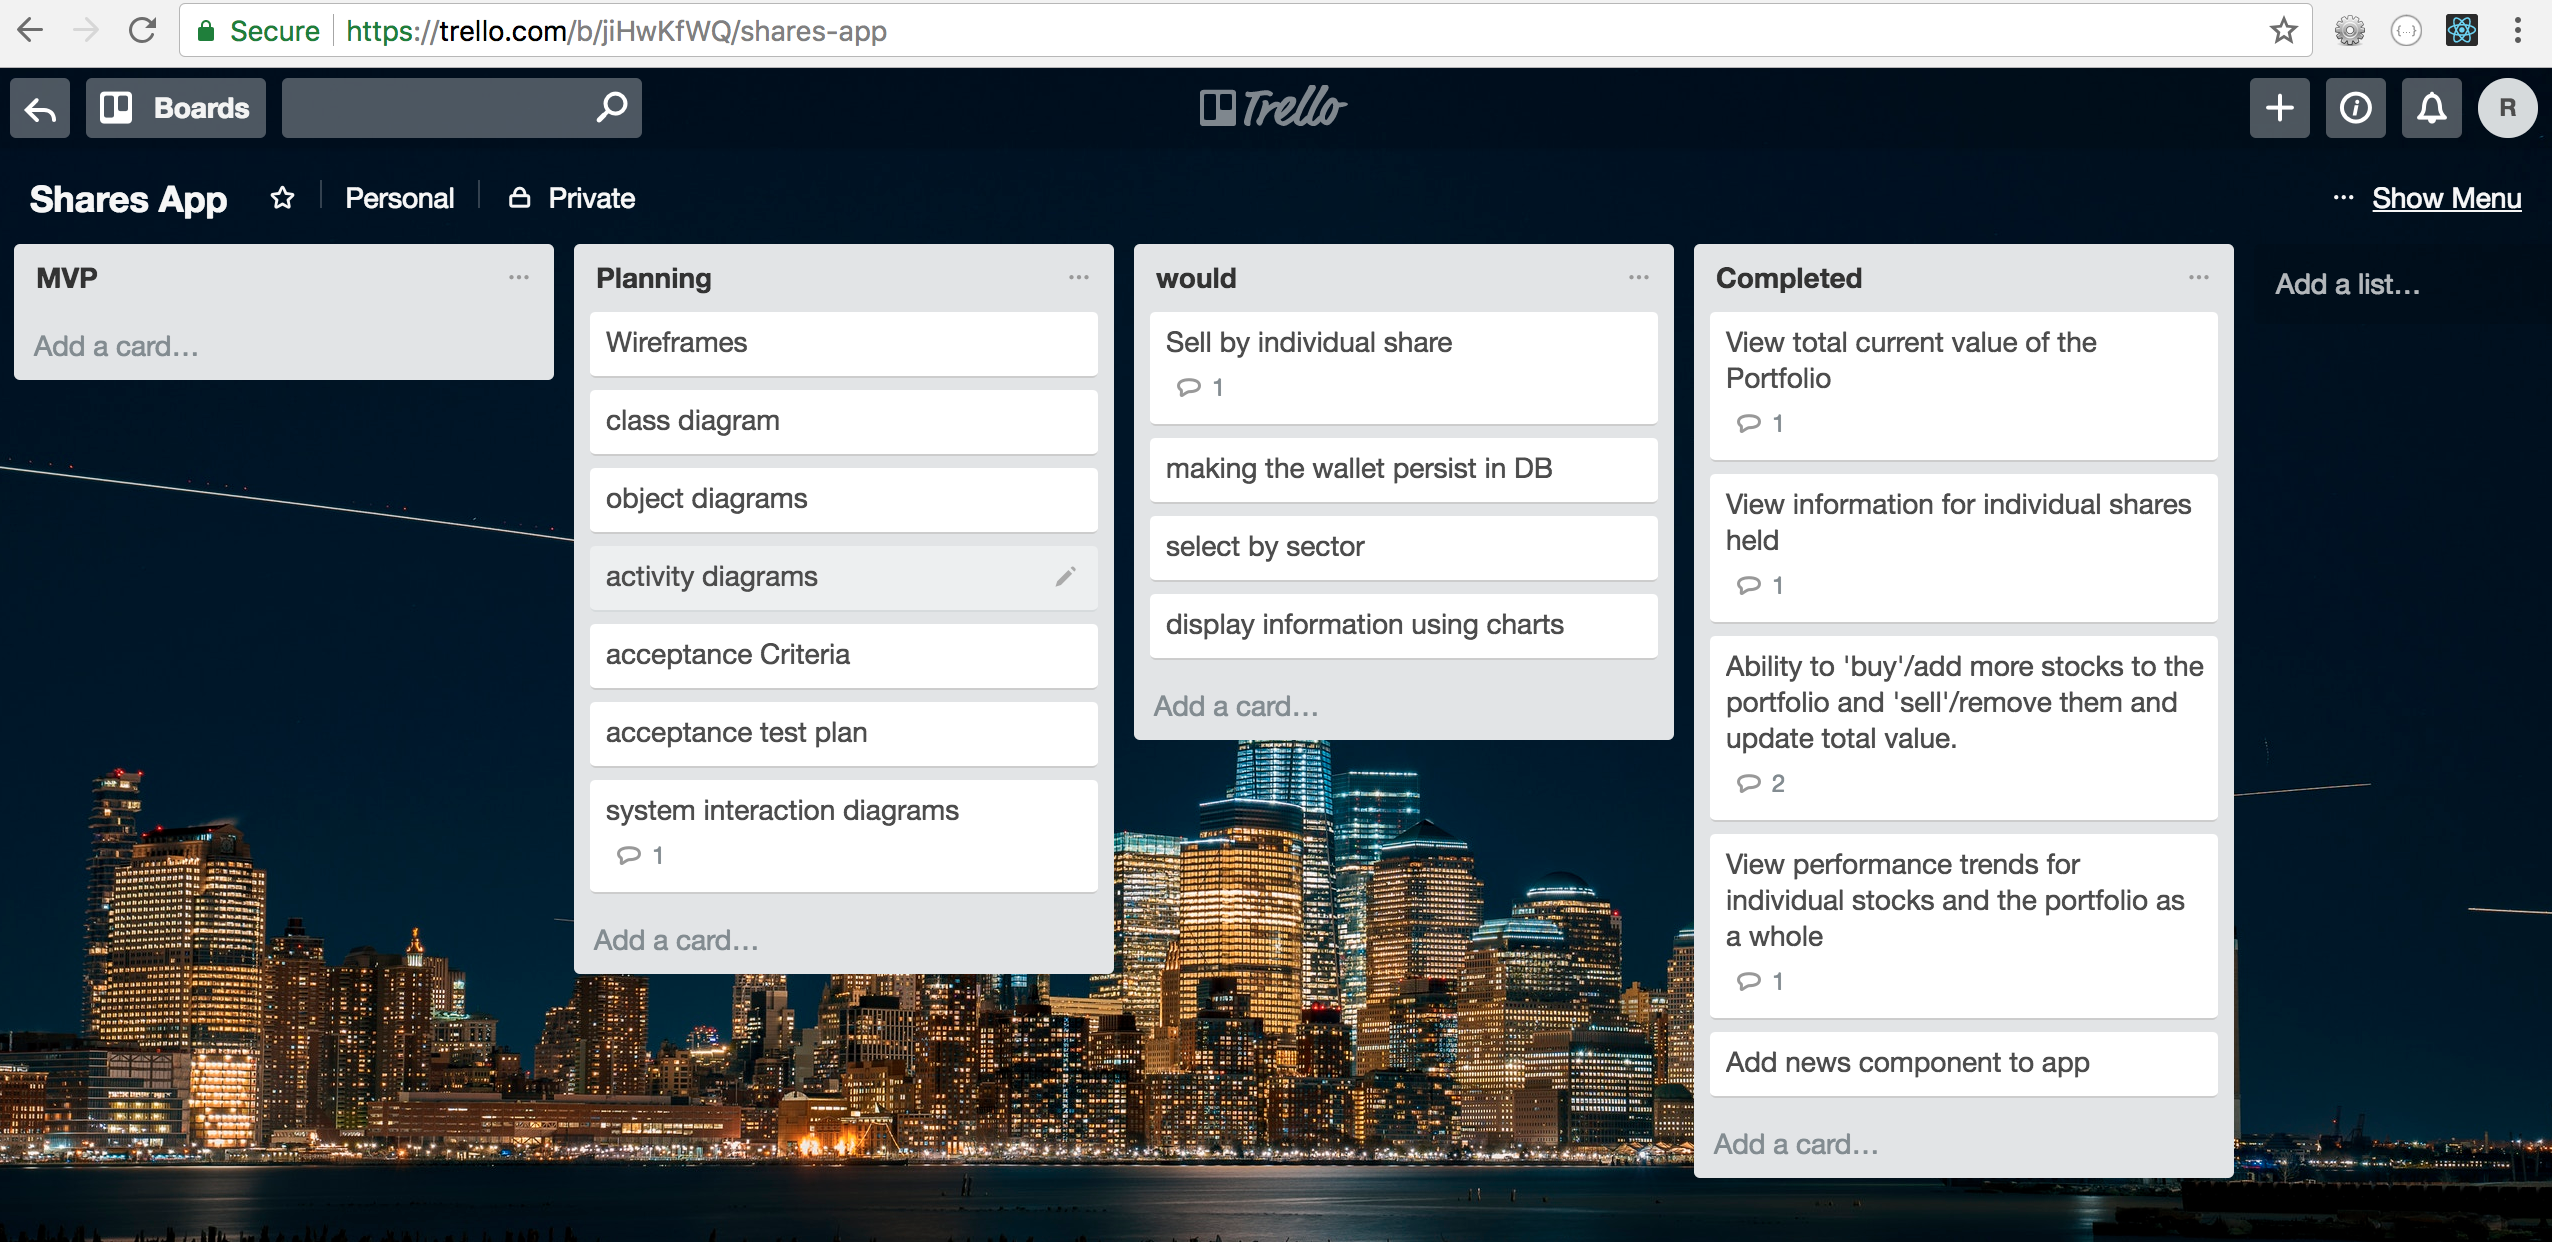 Secure https://trello.com/b/jiHwKfWQ/shares-app
Boards
Trello
R
Shares App Personal Private ... Show Menu
MVP
Add a card...
Planning
Wireframes
class diagram
object diagrams
activity diagrams
acceptance Criteria
acceptance test plan
system interaction diagrams
1
Add a card...
would
Sell by individual share
1
making the wallet persist in DB
select by sector
display information using charts
Add a card...
Completed
View total current value of the
Portfolio
1
View information for individual shares
held
1
Ability to 'buy'/add more stocks to the
portfolio and 'sell'/remove them and
update total value.
2
View performance trends for
individual stocks and the portfolio as
a whole
1
Add news component to app
Add a card...
Add a list...